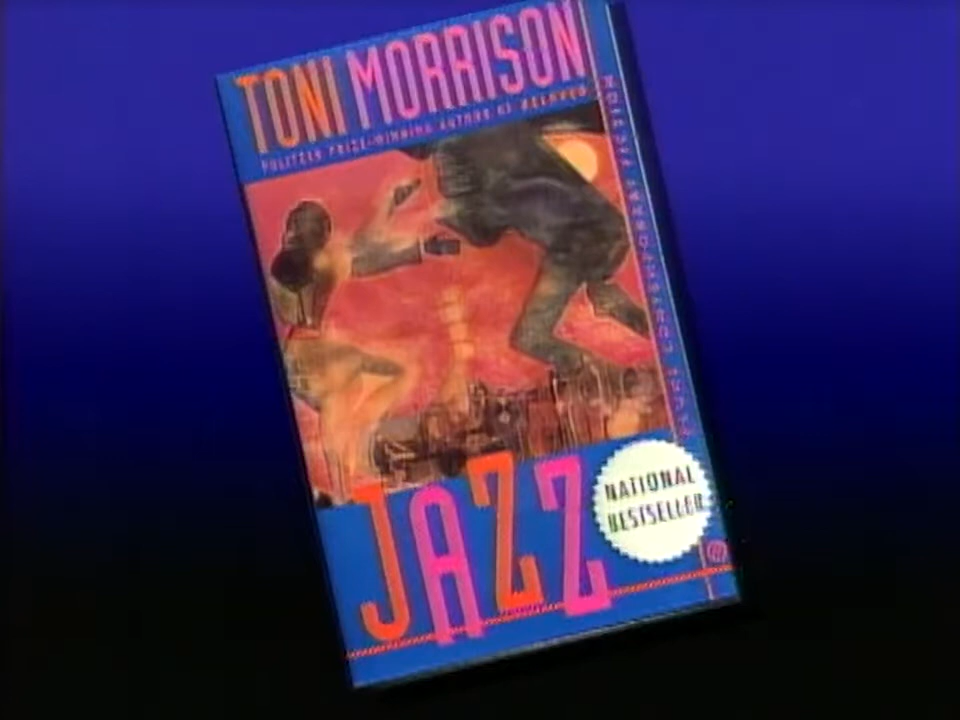 TONI MORRISON
PULITZER PRIZE-WINNING AUTHOR OF BELOVED
JAZZ
NATIONAL
BESTSELLER